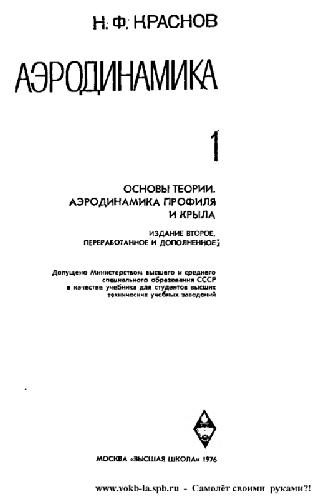 Н. Ф. КРАСНОВ
АЭРОДИНАМИКА
1
ОСНОВЫ ТЕОРИИ.
АЭРОДИНАМИКА ПРОФИЛЯ
И КРЫЛА
ИЗДАНИЕ ВТОРОЕ,
ПЕРЕРАБОТАННОЕ И ДОПОЛНЕННОЕ
Допущено Министерством высшего и среднего
специального образования СССР
в качестве учебника для студентов высших
технических учебных заведений
МОСКВА «ВЫСШАЯ ШКОЛА» 1976
www.vokb-la.spb.ru - Самолёт своими руками?!